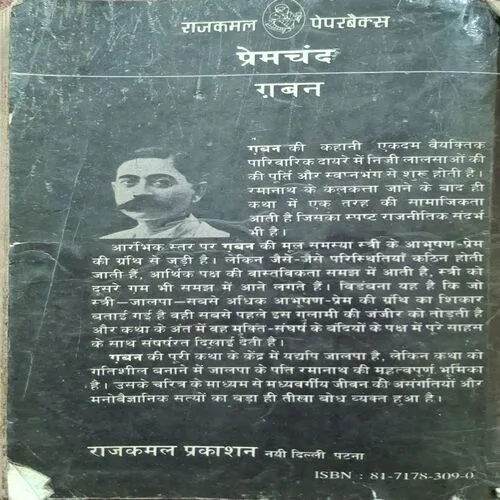 राजकमल पेपरबैक्स
प्रेमचंद
ग़बन
ग़बन की कहानी एकदम वैयक्तिक
पारिवारिक दायरे में निजी लालसाओं की
की पूर्ति और स्वप्नभंग से शुरू होती है।
रमानाथ के कलकत्ता जाने के बाद ही
कथा में एक तरह की सामाजिकता
आती है जिसका स्पष्ट राजनीतिक संदर्भ
भी है।
आरंभिक स्तर पर ग़बन की मूल समस्या स्त्री के आभूषण-प्रेम
की ग्रंथि से जड़ी है। लेकिन जैसे-जैसे परिस्थितियाँ कठिन होती
जाती हैं, आर्थिक पक्ष की वास्तविकता समझ में आती है, स्त्री को
दूसरे ग़म भी समझ में आने लगते हैं। विडंबना यह है कि जो
स्त्री—जालपा—सबसे अधिक आभूषण-प्रेम की ग्रंथि का शिकार
बताई गई है वही सबसे पहले इस गुलामी की जंजीर को तोड़ती है
और कथा के अंत में वह मुक्ति-संघर्ष के बंदियों के पक्ष में पूरे साहस
के साथ संघर्षरत दिखाई देती है।
ग़बन की पूरी कथा के केंद्र में यद्यपि जालपा है, लेकिन कथा को
गतिशील बनाने में जालपा के पति रमानाथ की महत्वपूर्ण भूमिका
है। उसके चरित्र के माध्यम से मध्यवर्गीय जीवन की असंगतियों और
मनोवैज्ञानिक सत्यों का बड़ा ही तीखा बोध व्यक्त हुआ है।
राजकमल प्रकाशन नयी दिल्ली पटना
ISBN : 81-7178-309-0